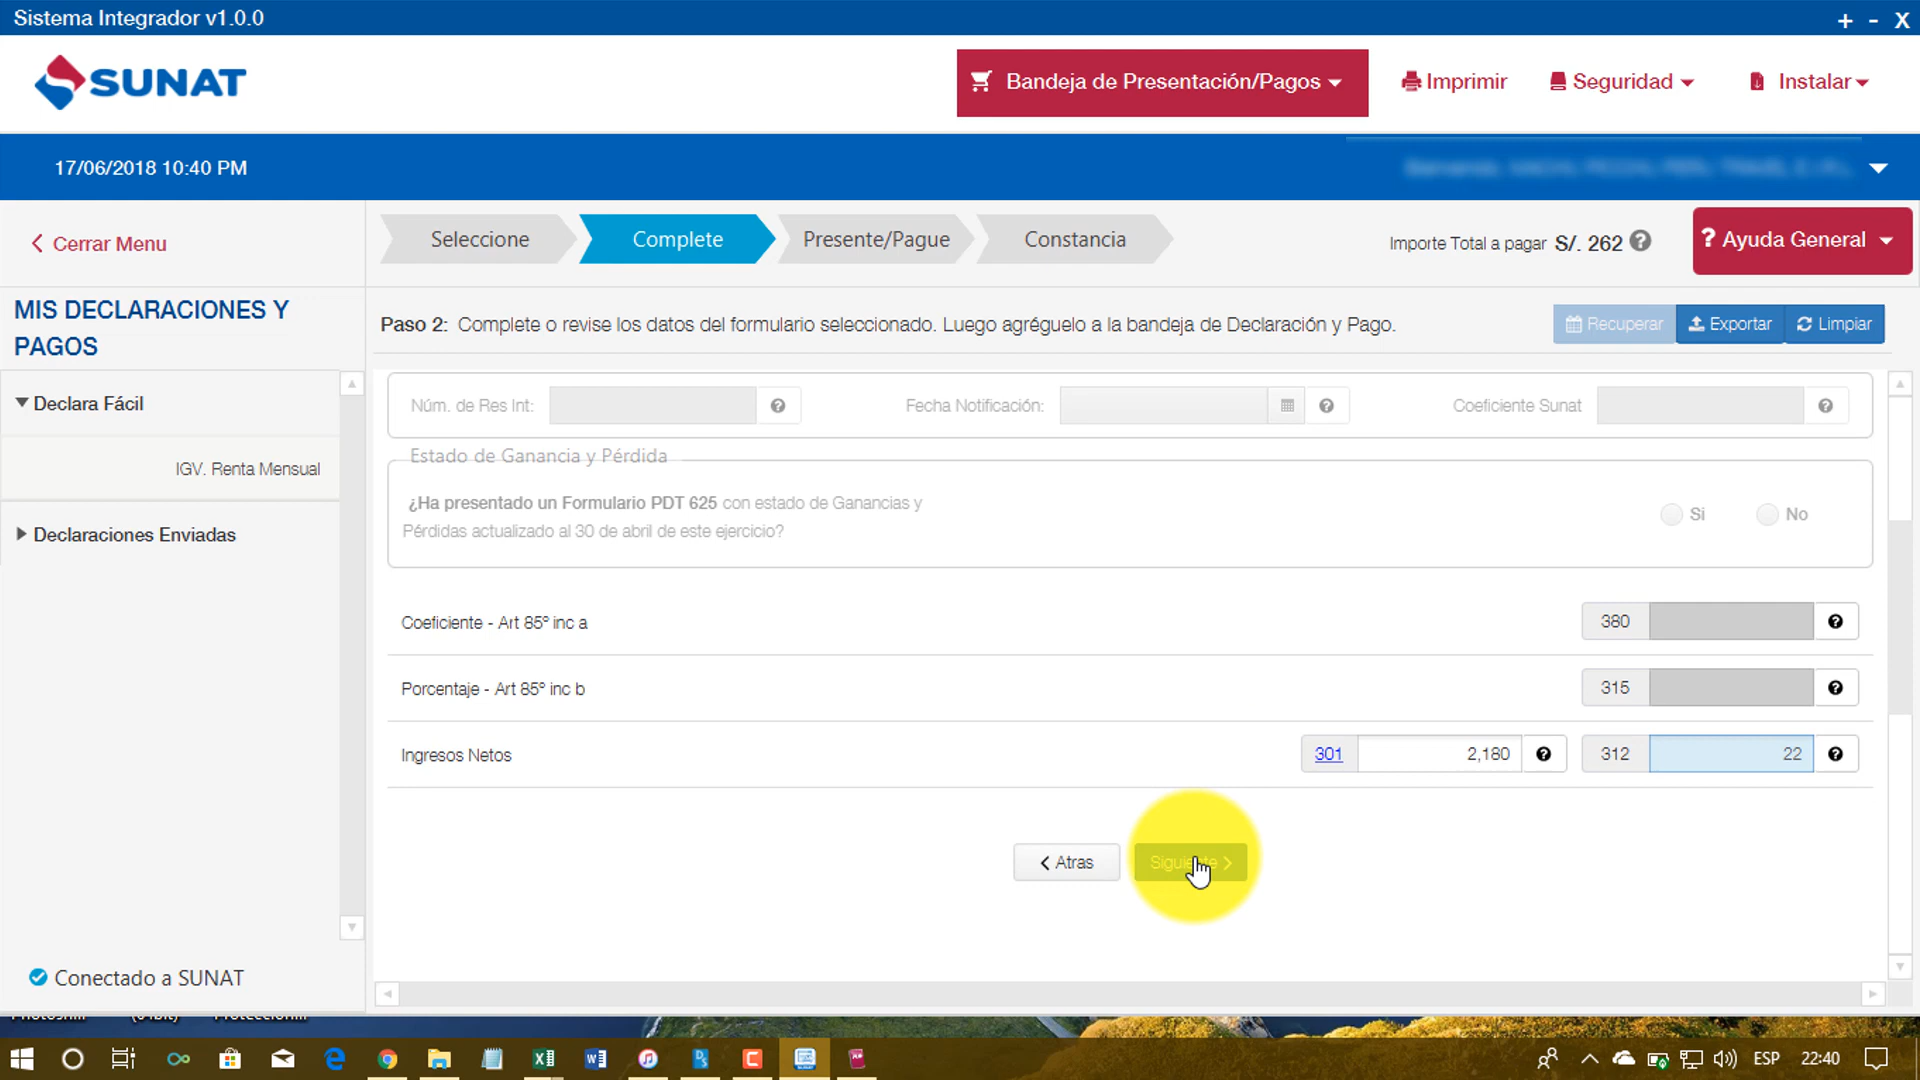 Sistema Integrador v1.0.0
+ - X
SUNAT
Bandeja de Presentación/Pagos
Imprimir
Seguridad
Instalar
17/06/2018 10:40 PM
Cerrar Menu
Seleccione
Complete
Presente/Pague
Constancia
Importe Total a pagar S/. 262
? Ayuda General
MIS DECLARACIONES Y
PAGOS
Paso 2: Complete o revise los datos del formulario seleccionado. Luego agréguelo a la bandeja de Declaración y Pago.
Recuperar
Exportar
Limpiar
Declara Fácil
IGV. Renta Mensual
Declaraciones Enviadas
Núm. de Res Int:
Fecha Notificación:
Coeficiente Sunat
Estado de Ganancia y Pérdida
¿Ha presentado un Formulario PDT 625 con estado de Ganancias y
Pérdidas actualizado al 30 de abril de este ejercicio?
Si
No
Coeficiente - Art 85º inc a
380
Porcentaje - Art 85º inc b
315
Ingresos Netos
301
2,180
312
22
Atras
Siguiente
Conectado a SUNAT
ESP
22:40